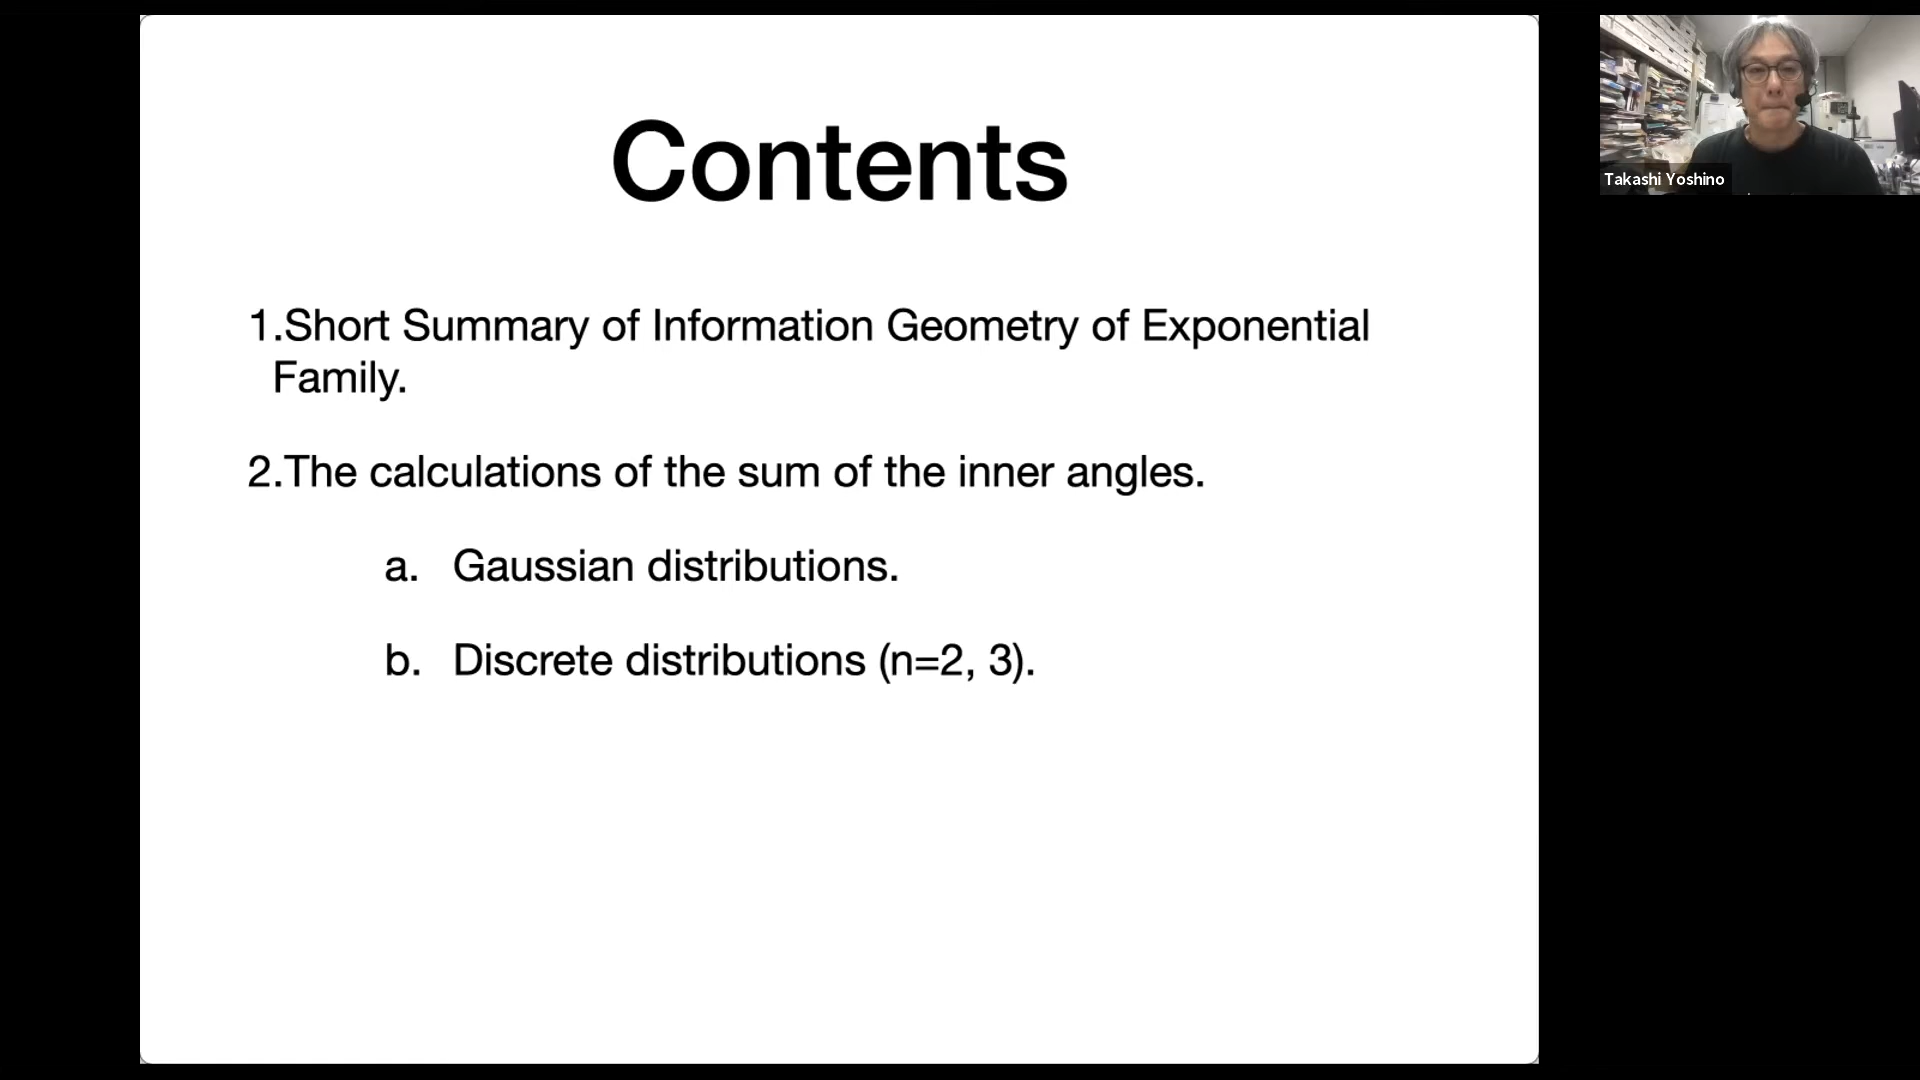 Contents
1.Short Summary of Information Geometry of Exponential
Family.
2.The calculations of the sum of the inner angles.
a. Gaussian distributions.
b. Discrete distributions (n=2, 3).
Takashi Yoshino